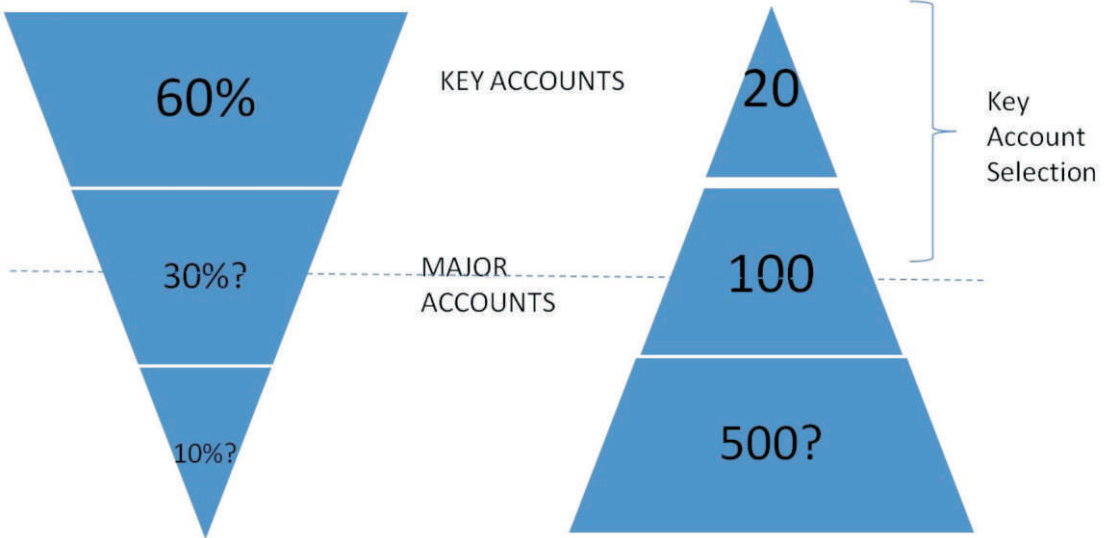 60%
KEY ACCOUNTS
20
Key
Account
Selection
30%?
MAJOR
ACCOUNTS
100
10%?
500?